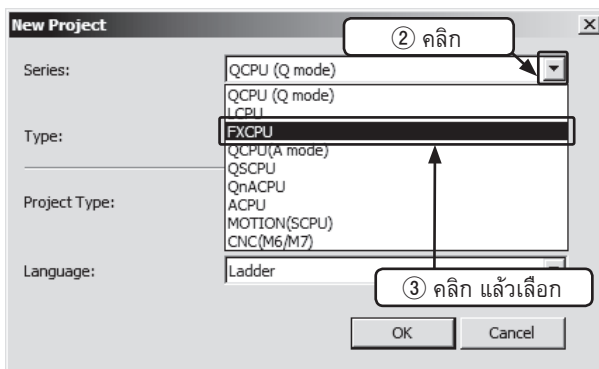 New Project
② คลิก
Series:
QCPU (Q mode)
QCPU (Q mode)
LCPU
FXCPU
Type:
QCPU(A mode)
QSCPU
QnACPU
Project Type:
ACPU
MOTION(SCPU)
CNC(M6/M7)
Language:
Ladder
③ คลิก แล้วเลือก
OK
Cancel